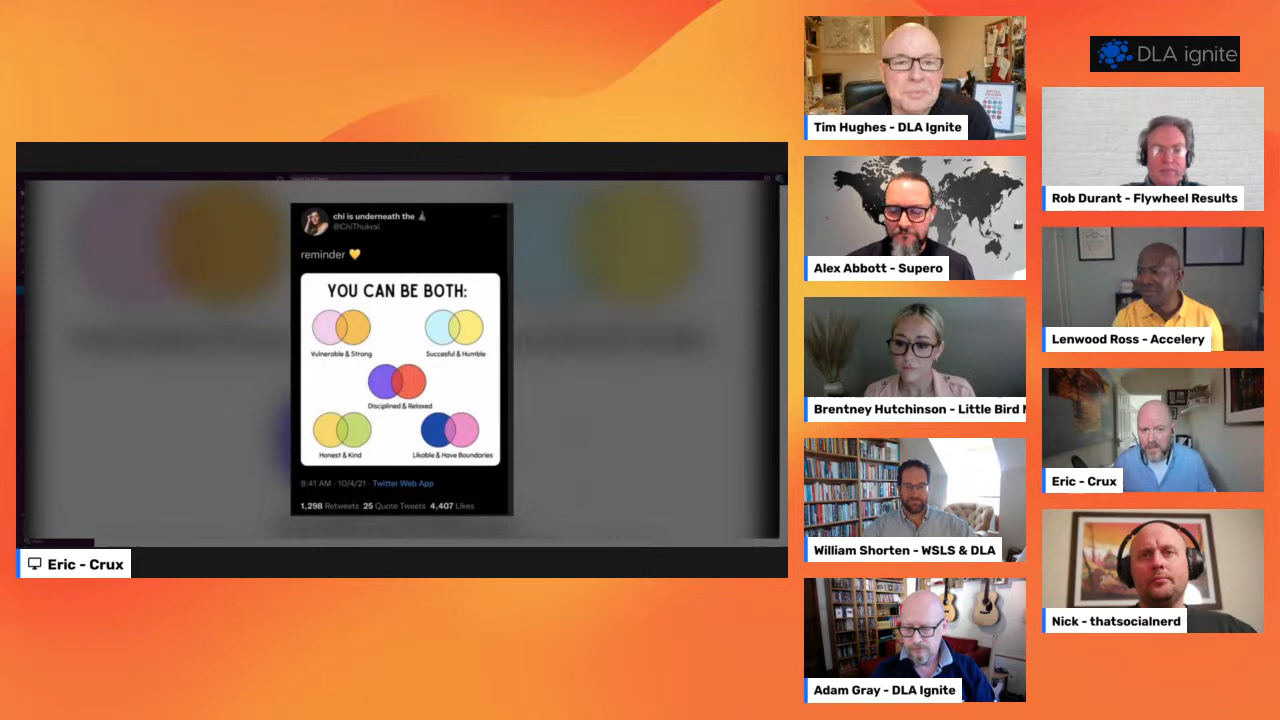 chi is underneath the
@ChiThukral
reminder 💛
YOU CAN BE BOTH:
Vulnerable & Strong
Succesful & Humble
Disciplined & Relaxed
Honest & Kind
Likable & Have Boundaries
8:41 AM · 10/4/21 · Twitter Web App
1,298 Retweets 25 Quote Tweets 4,407 Likes
Eric - Crux
Tim Hughes - DLA Ignite
Alex Abbott - Supero
Brentney Hutchinson - Little Bird
William Shorten - WSLS & DLA
Adam Gray - DLA Ignite
DLA ignite
Rob Durant - Flywheel Results
Lenwood Ross - Accelery
Eric - Crux
Nick - thatsocialnerd